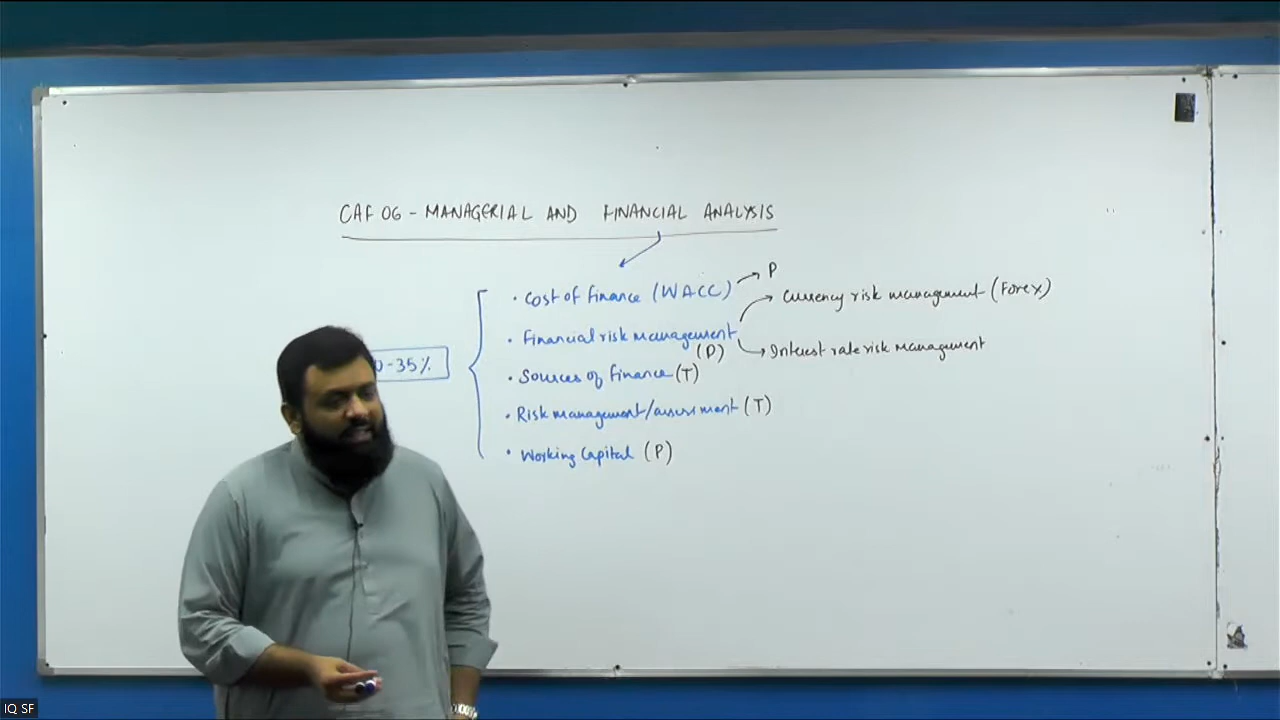 CAF 06 - MANAGERIAL AND FINANCIAL ANALYSIS
• Cost of finance (WACC) → P
• Financial risk management (P)
→ Currency risk management (Forex)
→ Interest rate risk management
-35%
• Sources of finance (T)
• Risk management/assessment (T)
• Working Capital (P)
IQ SF